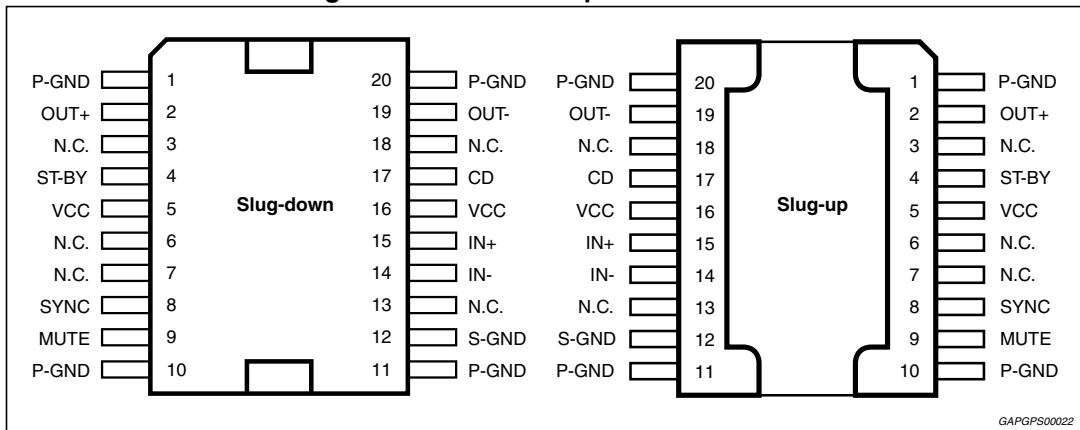 P-GND 1 20 P-GND P-GND 20 1 P-GND
OUT+ 2 19 OUT- OUT- 19 2 OUT+
N.C. 3 18 N.C. N.C. 18 3 N.C.
ST-BY 4 17 CD CD 17 4 ST-BY
VCC 5 Slug-down 16 VCC VCC 16 Slug-up 5 VCC
N.C. 6 15 IN+ IN+ 15 6 N.C.
N.C. 7 14 IN- IN- 14 7 N.C.
SYNC 8 13 N.C. N.C. 13 8 SYNC
MUTE 9 12 S-GND S-GND 12 9 MUTE
P-GND 10 11 P-GND P-GND 11 10 P-GND
GAPGPS00022